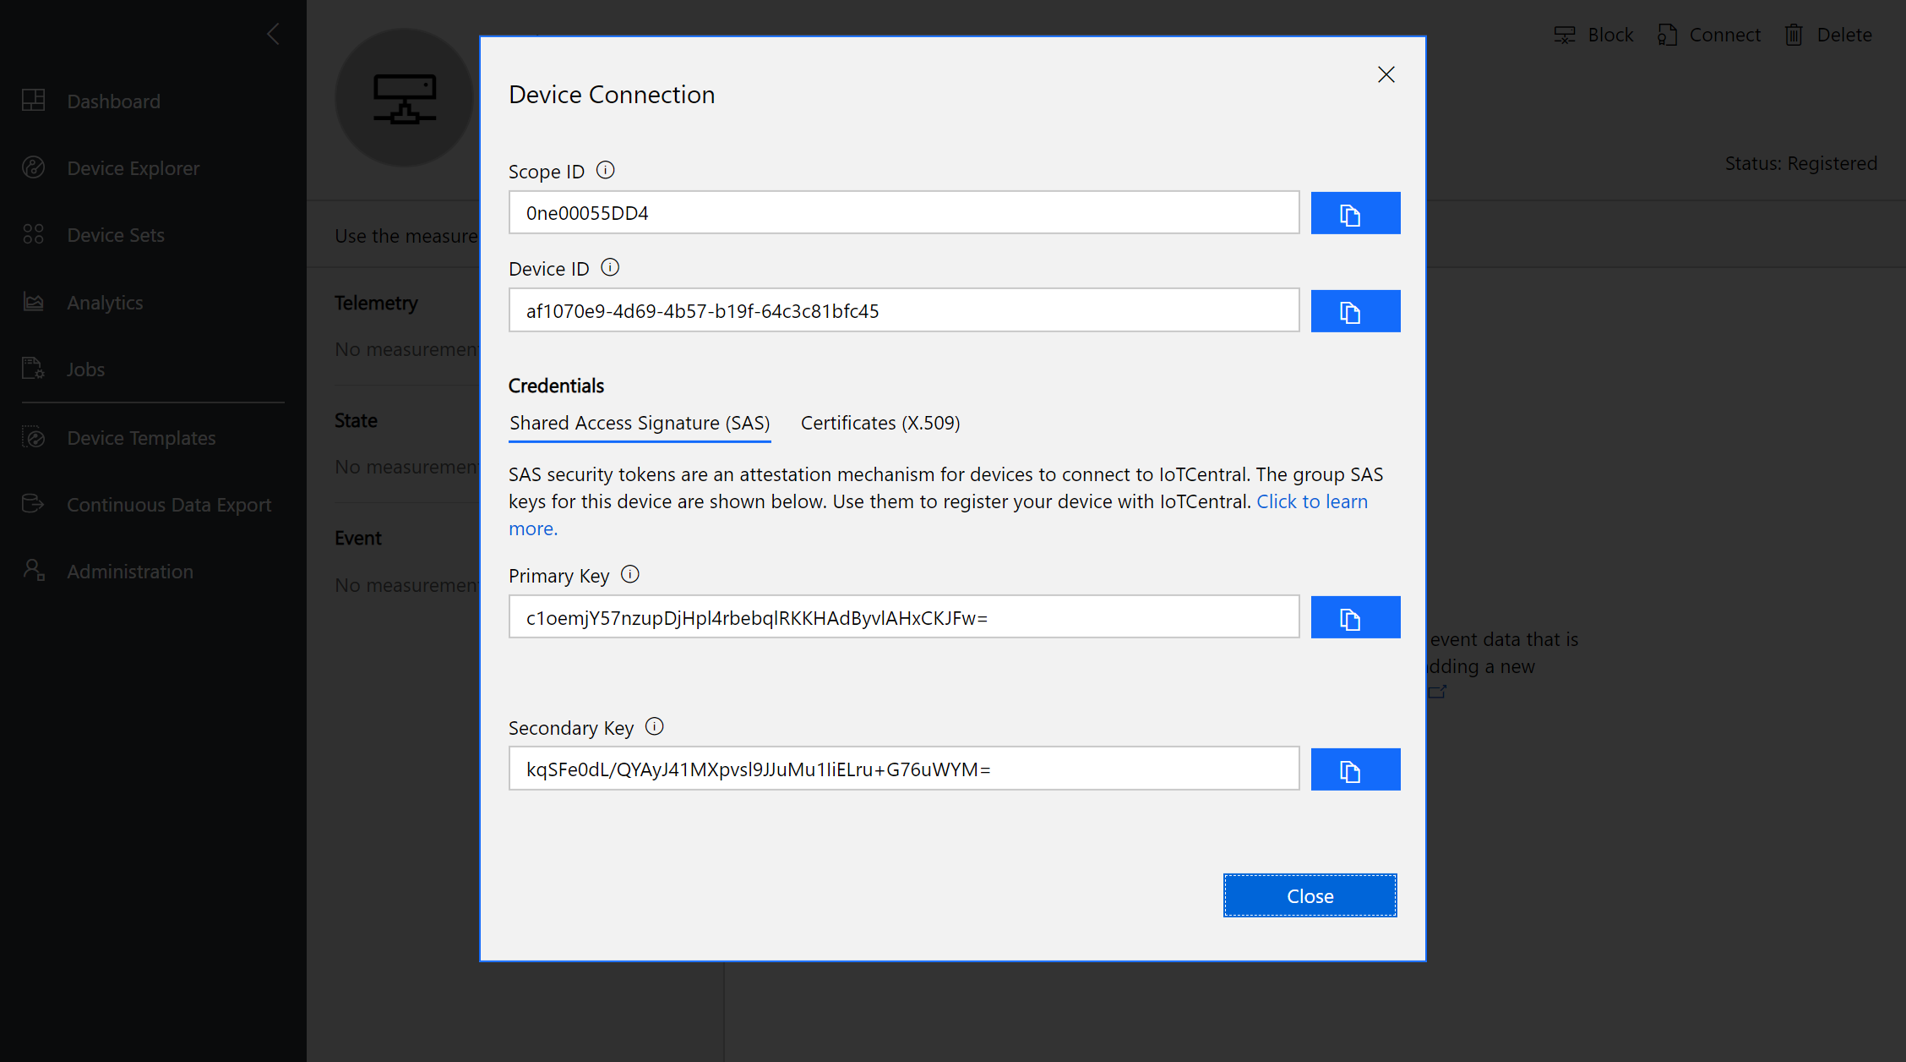 Block
Connect
Delete
Dashboard
Device Explorer
Device Sets
Analytics
Jobs
Device Templates
Continuous Data Export
Administration
Status: Registered
Use the measure
Telemetry
No measuremen
State
No measuremen
Event
No measuremen
Device Connection
Scope ID
0ne00055DD4
Device ID
af1070e9-4d69-4b57-b19f-64c3c81bfc45
Credentials
Shared Access Signature (SAS)
Certificates (X.509)
SAS security tokens are an attestation mechanism for devices to connect to IoTCentral. The group SAS
keys for this device are shown below. Use them to register your device with IoTCentral. Click to learn
more.
Primary Key
c1oemjY57nzupDjHpl4rbebqlRKKHAdByvlAHxCKJFw=
Secondary Key
kqSFe0dL/QYAyJ41MXpvsl9JJuMu1IiELru+G76uWYM=
Close
event data that is
dding a new